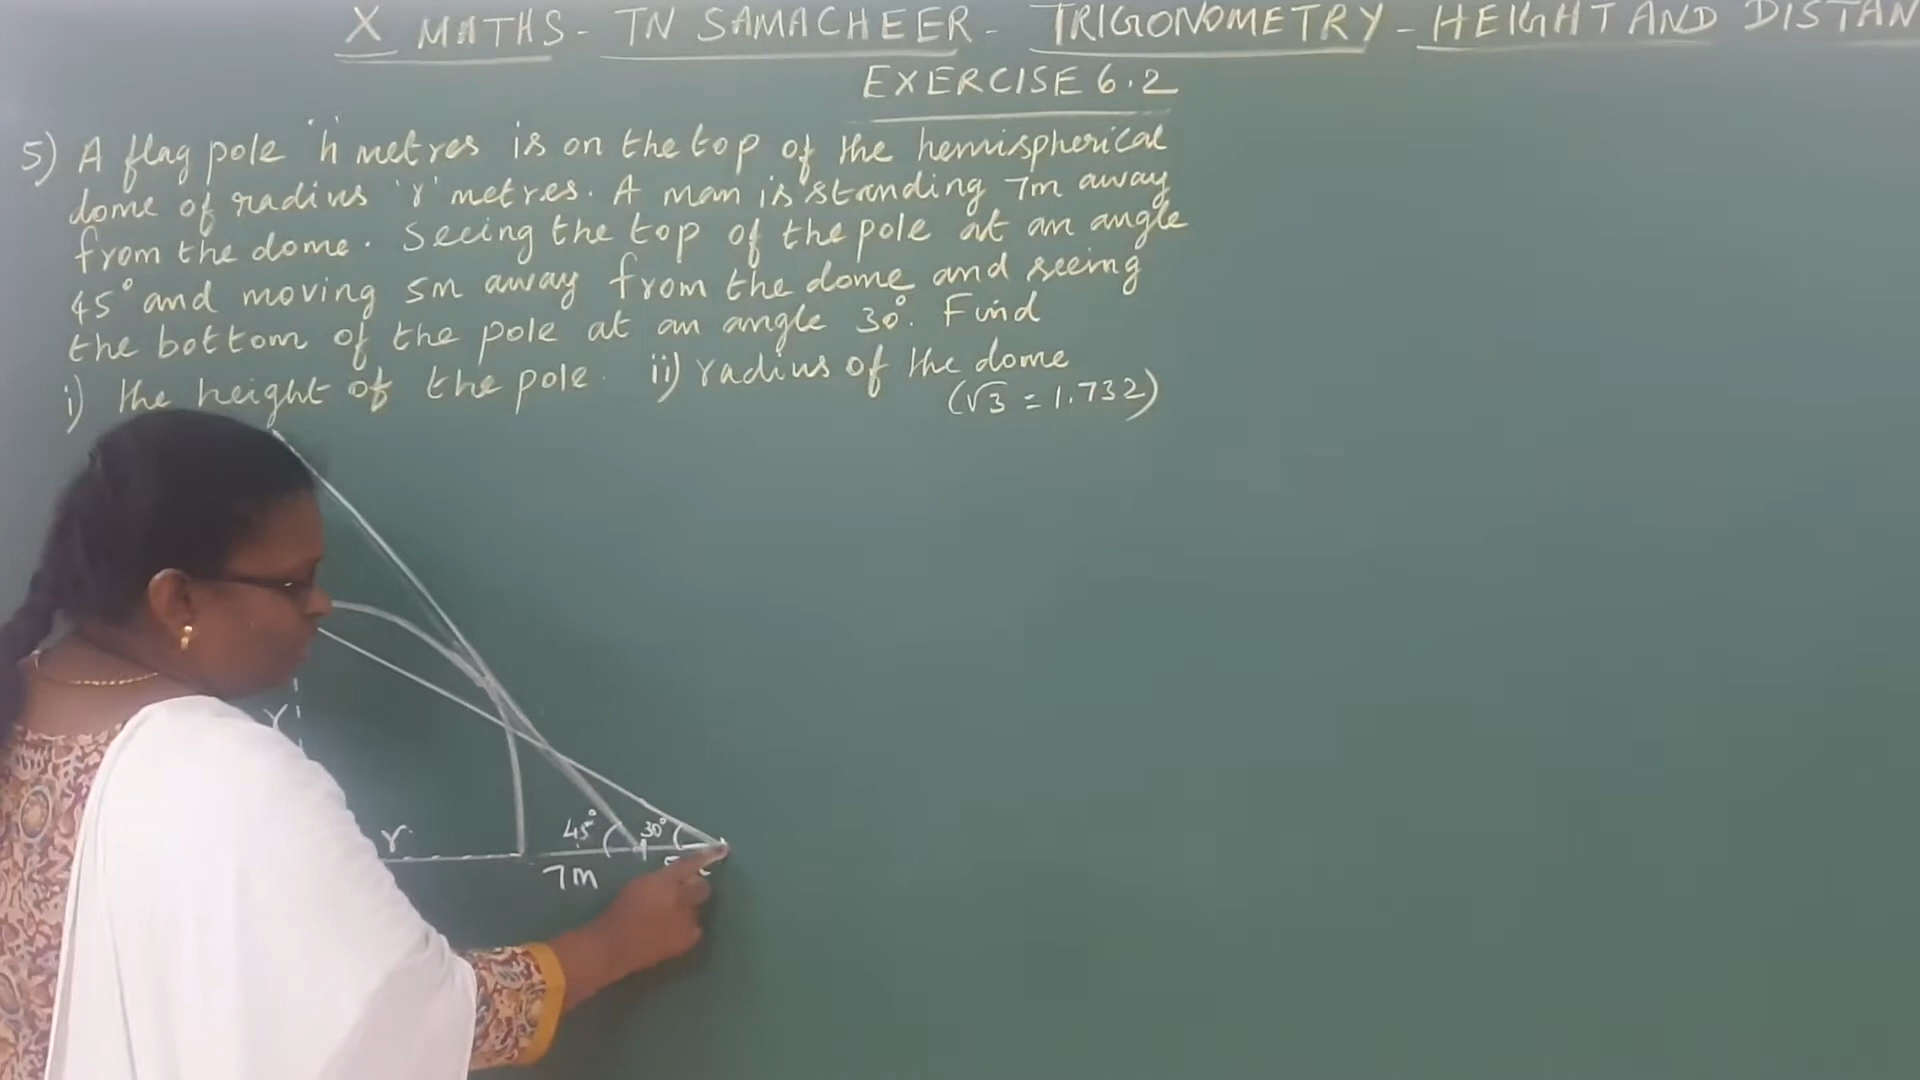 X MATHS - TN SAMACHEER - TRIGONOMETRY - HEIGHT AND DISTAN
EXERCISE 6.2
5) A flag pole 'h' metres is on the top of the hemispherical
dome of radius 'r' metres. A man is standing 7m away
from the dome. Seeing the top of the pole at an angle
45° and moving 5m away from the dome and seeing
the bottom of the pole at an angle 30°. Find
i) the height of the pole. ii) radius of the dome
(√3 = 1.732)
r
r
45°
30°
7m